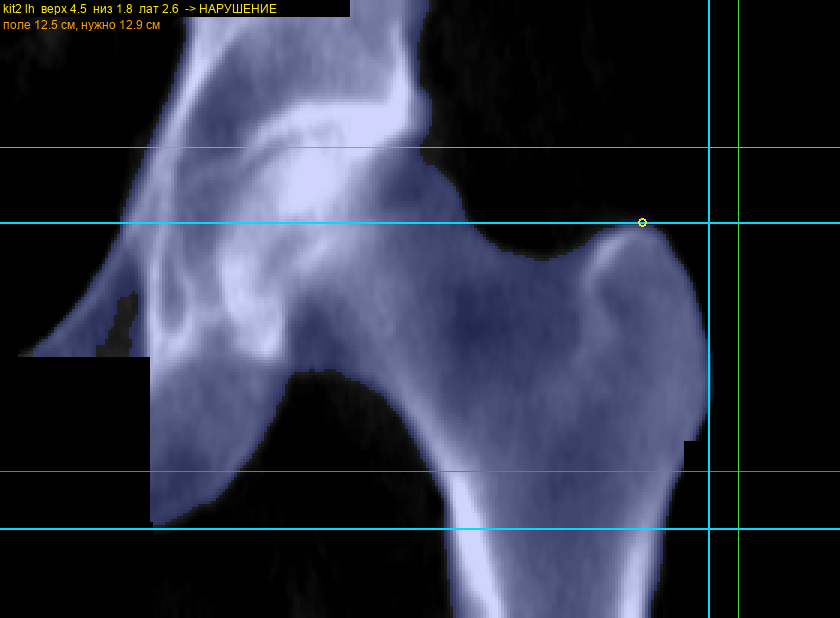 kit2 lh верх 4.5 низ 1.8 лат 2.6 -> НАРУШЕНИЕ
поле 12.5 см, нужно 12.9 см